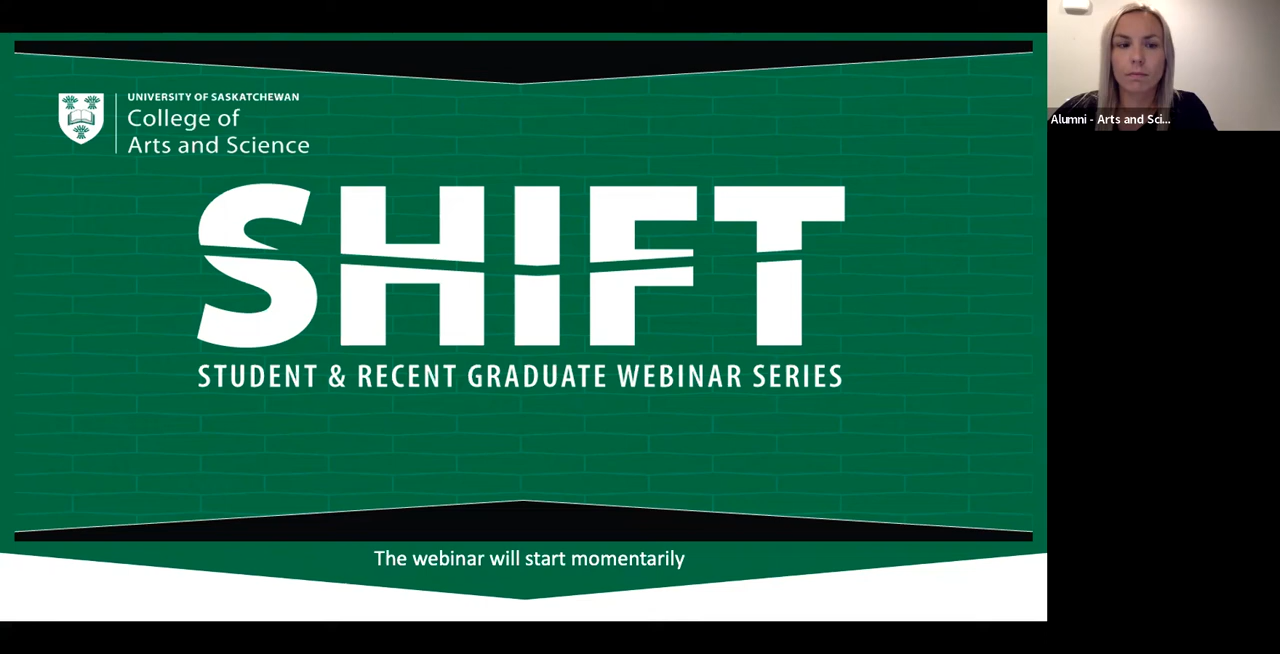 UNIVERSITY OF SASKATCHEWAN
College of
Arts and Science
SHIFT
STUDENT & RECENT GRADUATE WEBINAR SERIES
The webinar will start momentarily
Alumni - Arts and Sci...